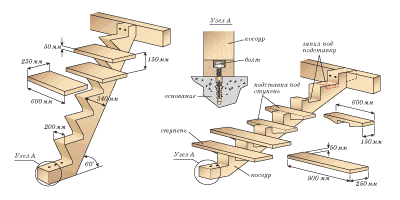 50 мм
250 мм
150 мм
600 мм
340 мм
200 мм
Узел А
60°
Узел А
косоур
болт
основание
запил под
подставку
подставка под
ступень
600 мм
150 мм
ступень
Узел А
косоур
50 мм
900 мм
250 мм